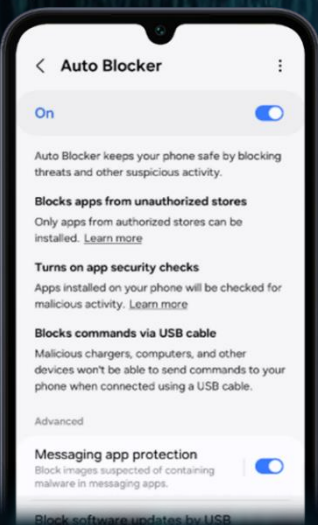 Auto Blocker
On
Auto Blocker keeps your phone safe by blocking
threats and other suspicious activity.
Blocks apps from unauthorized stores
Only apps from authorized stores can be
installed. Learn more
Turns on app security checks
Apps installed on your phone will be checked for
malicious activity. Learn more
Blocks commands via USB cable
Malicious chargers, computers, and other
devices won't be able to send commands to your
phone when connected using a USB cable.
Advanced
Messaging app protection
Block images suspected of containing
malware in messaging apps.
Block software updates by USB